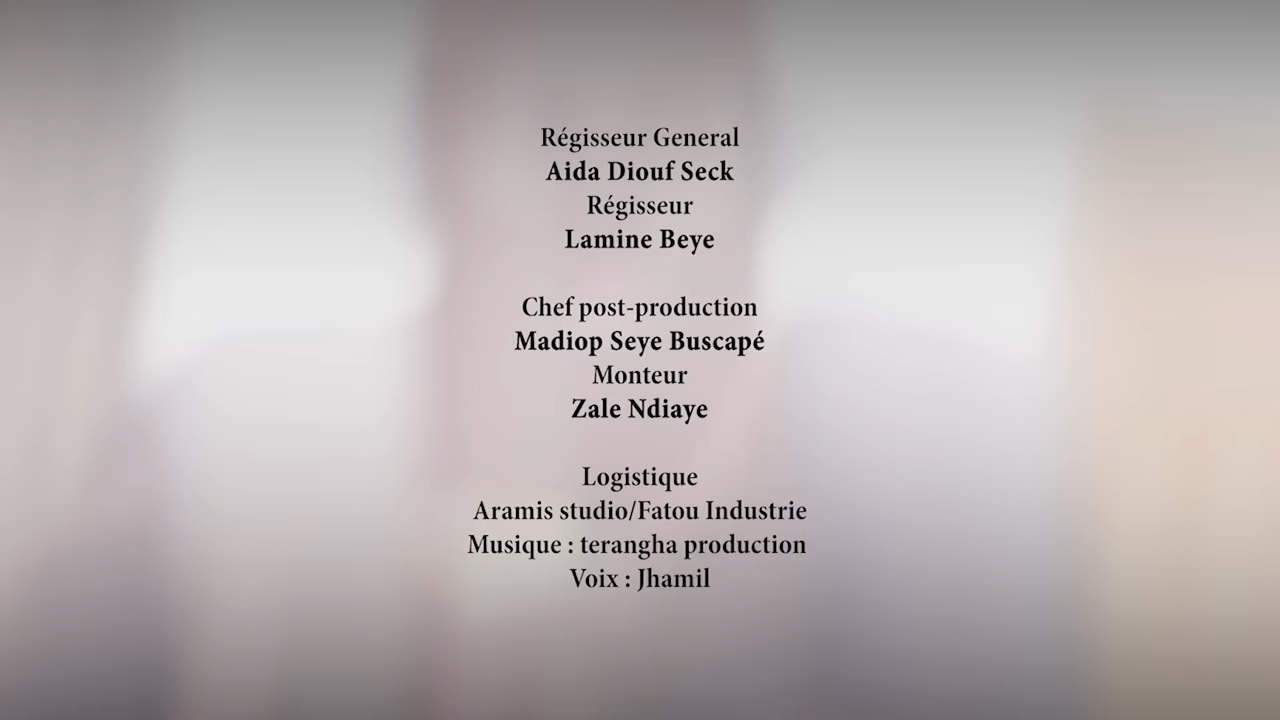 Régisseur General
Aida Diouf Seck
Régisseur
Lamine Beye
Chef post-production
Madiop Seye Buscapé
Monteur
Zale Ndiaye
Logistique
Aramis studio/Fatou Industrie
Musique : terangha production
Voix : Jhamil